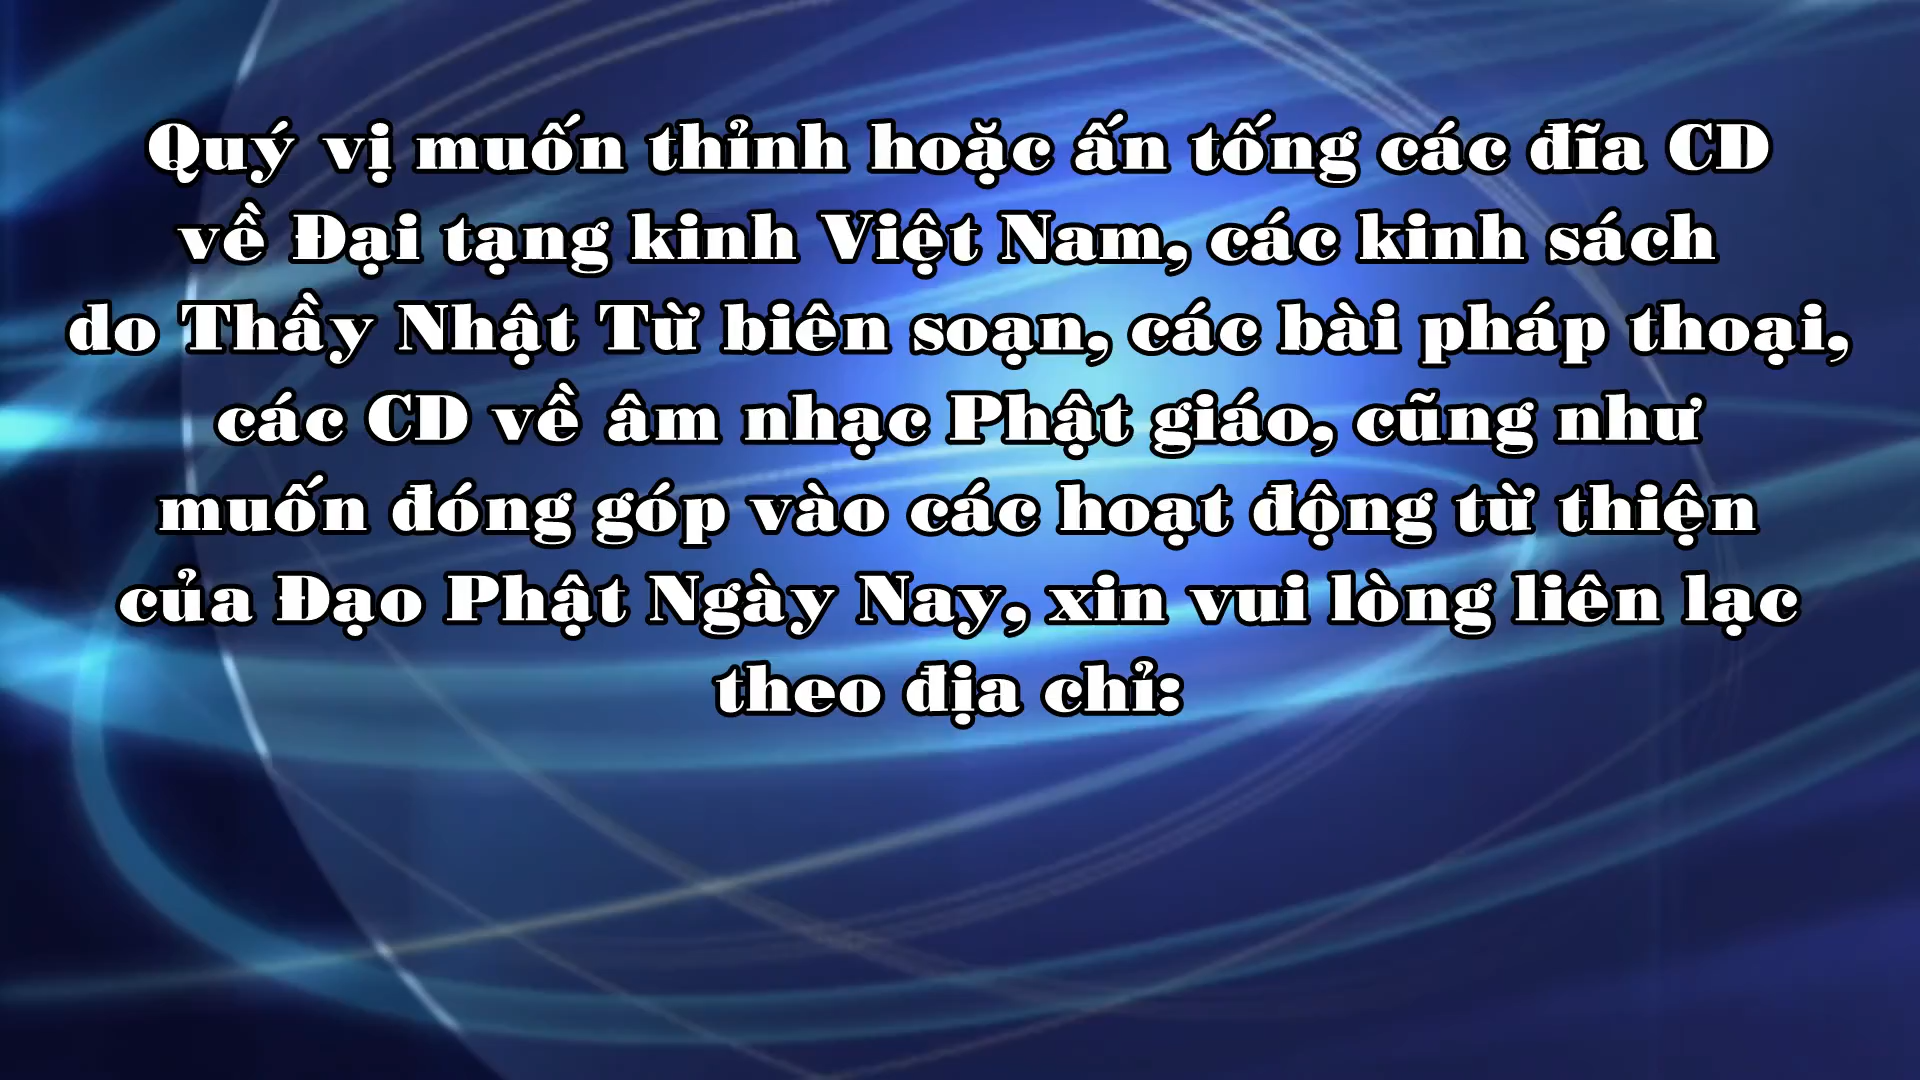 Quý vị muốn thỉnh hoặc ấn tống các đĩa CD
về Đại tạng kinh Việt Nam, các kinh sách
do Thầy Nhật Từ biên soạn, các bài pháp thoại,
các CD về âm nhạc Phật giáo, cũng như
muốn đóng góp vào các hoạt động từ thiện
của Đạo Phật Ngày Nay, xin vui lòng liên lạc
theo địa chỉ: